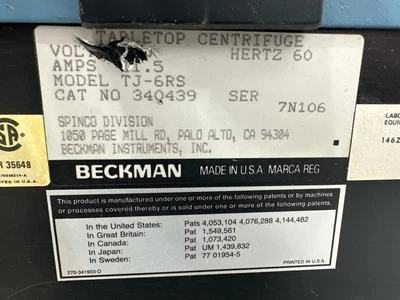 TABLETOP CENTRIFUGE
HERTZ 60
AMPS 11.5
MODEL TJ-6RS
CAT NO 340439 SER
7N106
SPINCO DIVISION
1050 PAGE MILL RD, PALO ALTO, CA 94304
BECKMAN INSTRUMENTS, INC.
BECKMAN MADE IN U.S.A. MARCA REG
R 35648
LABO
EQUI
146Z
This product is manufactured under one or more of the following patents or by machines
or processes covered thereby or is subject to use under one or more of the following patents.
In the United States: Pats 4,053,104 4,076,288 4,144,482
In Great Britain: Pat 1,549,561
In Canada: Pat 1,073,420
In Japan: Pat UM 1,439,832
In Sweden: Pat 77 01954-5
270-341933-D PRINTED IN U.S.A.